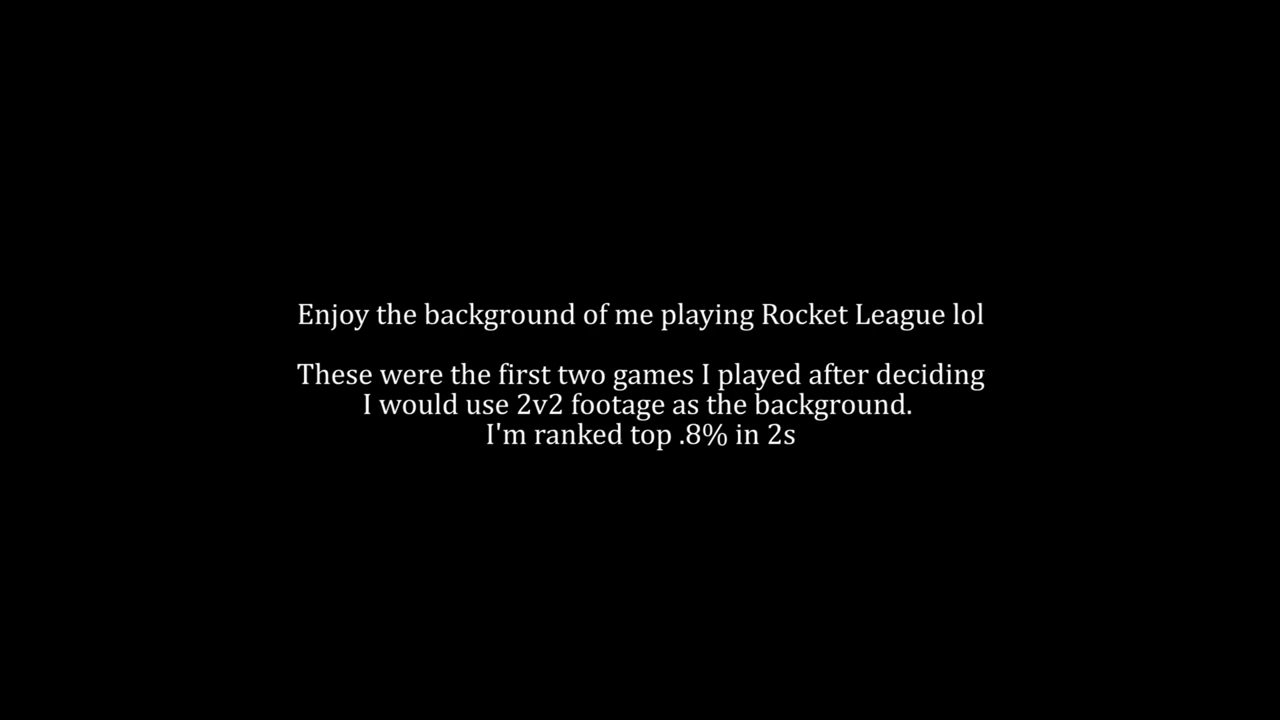 Enjoy the background of me playing Rocket League lol
These were the first two games I played after deciding
I would use 2v2 footage as the background.
I'm ranked top .8% in 2s